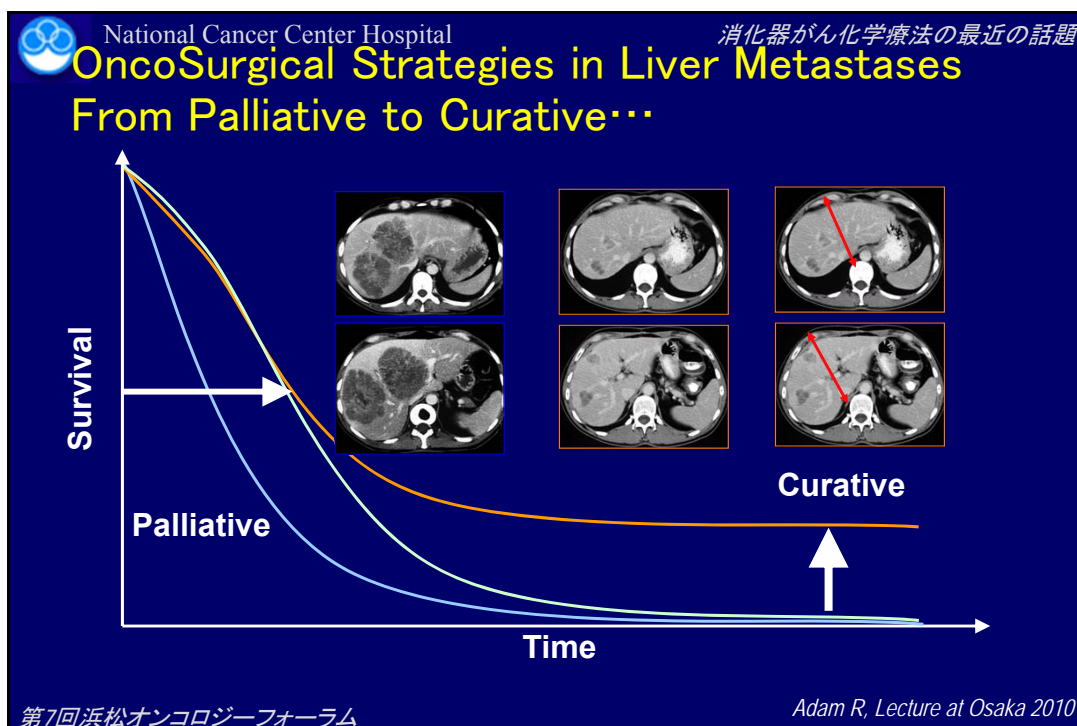 National Cancer Center Hospital
消化器がん化学療法の最近の話題
OncoSurgical Strategies in Liver Metastases
From Palliative to Curative…
Survival
Palliative
Curative
Time
第7回浜松オンコロジーフォーラム
Adam R, Lecture at Osaka 2010